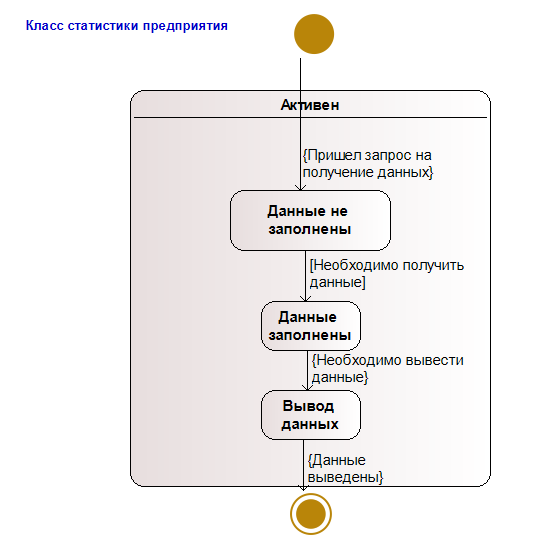 Класс статистики предприятия
Активен
{Пришел запрос на
получение данных}
Данные не
заполнены
[Необходимо получить
данные]
Данные
заполнены
{Необходимо вывести
данные}
Вывод
данных
{Данные
выведены}